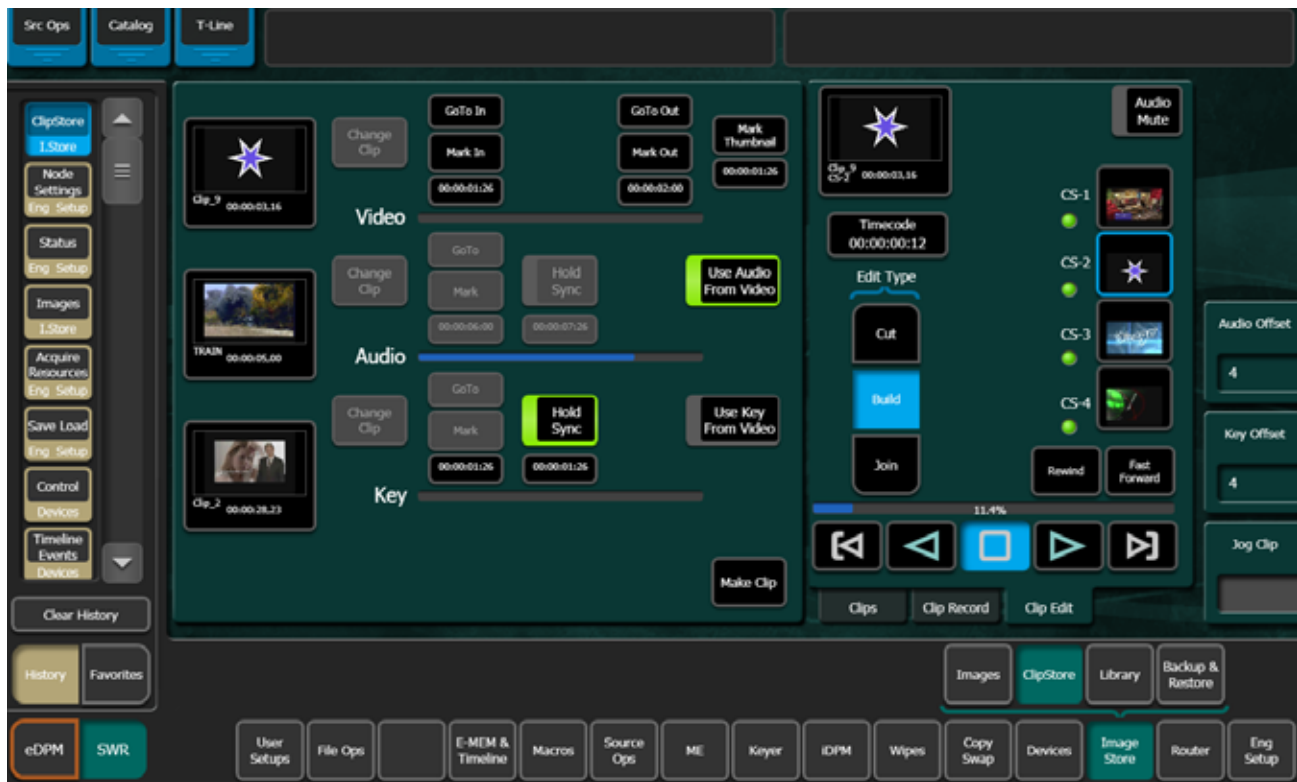 Src Ops
Catalog
T-Line
ClipStore
I.Store
Node
Settings
Eng Setup
Status
Eng Setup
Images
I.Store
Acquire
Resources
Eng Setup
Save Load
Eng Setup
Control
Devices
Timeline
Events
Devices
Clear History
History
Favorites
eDPM
SWR
Clip_9 00:00:03,16
Change
Clip
GoTo In
Mark In
00:00:01:26
GoTo Out
Mark Out
00:00:02:00
Mark
Thumbnail
00:00:01:26
Video
TRAIN 00:00:05,00
Change
Clip
GoTo
Mark
00:00:06:00
Hold
Sync
00:00:07:26
Use Audio
From Video
Audio
Clip_2 00:00:28,23
Change
Clip
GoTo
Mark
00:00:01:26
Hold
Sync
00:00:01:26
Use Key
From Video
Key
Make Clip
Clip_9
CS-2 00:00:03,16
Audio
Mute
Timecode
00:00:00:12
Edit Type
Cut
Build
Join
CS-1
CS-2
CS-3
CS-4
Rewind
Fast
Forward
11.4%
Clips
Clip Record
Clip Edit
Audio Offset
4
Key Offset
4
Jog Clip
Images
ClipStore
Library
Backup &
Restore
User
Setups
File Ops
E-MEM &
Timeline
Macros
Source
Ops
ME
Keyer
iDPM
Wipes
Copy
Swap
Devices
Image
Store
Router
Eng
Setup